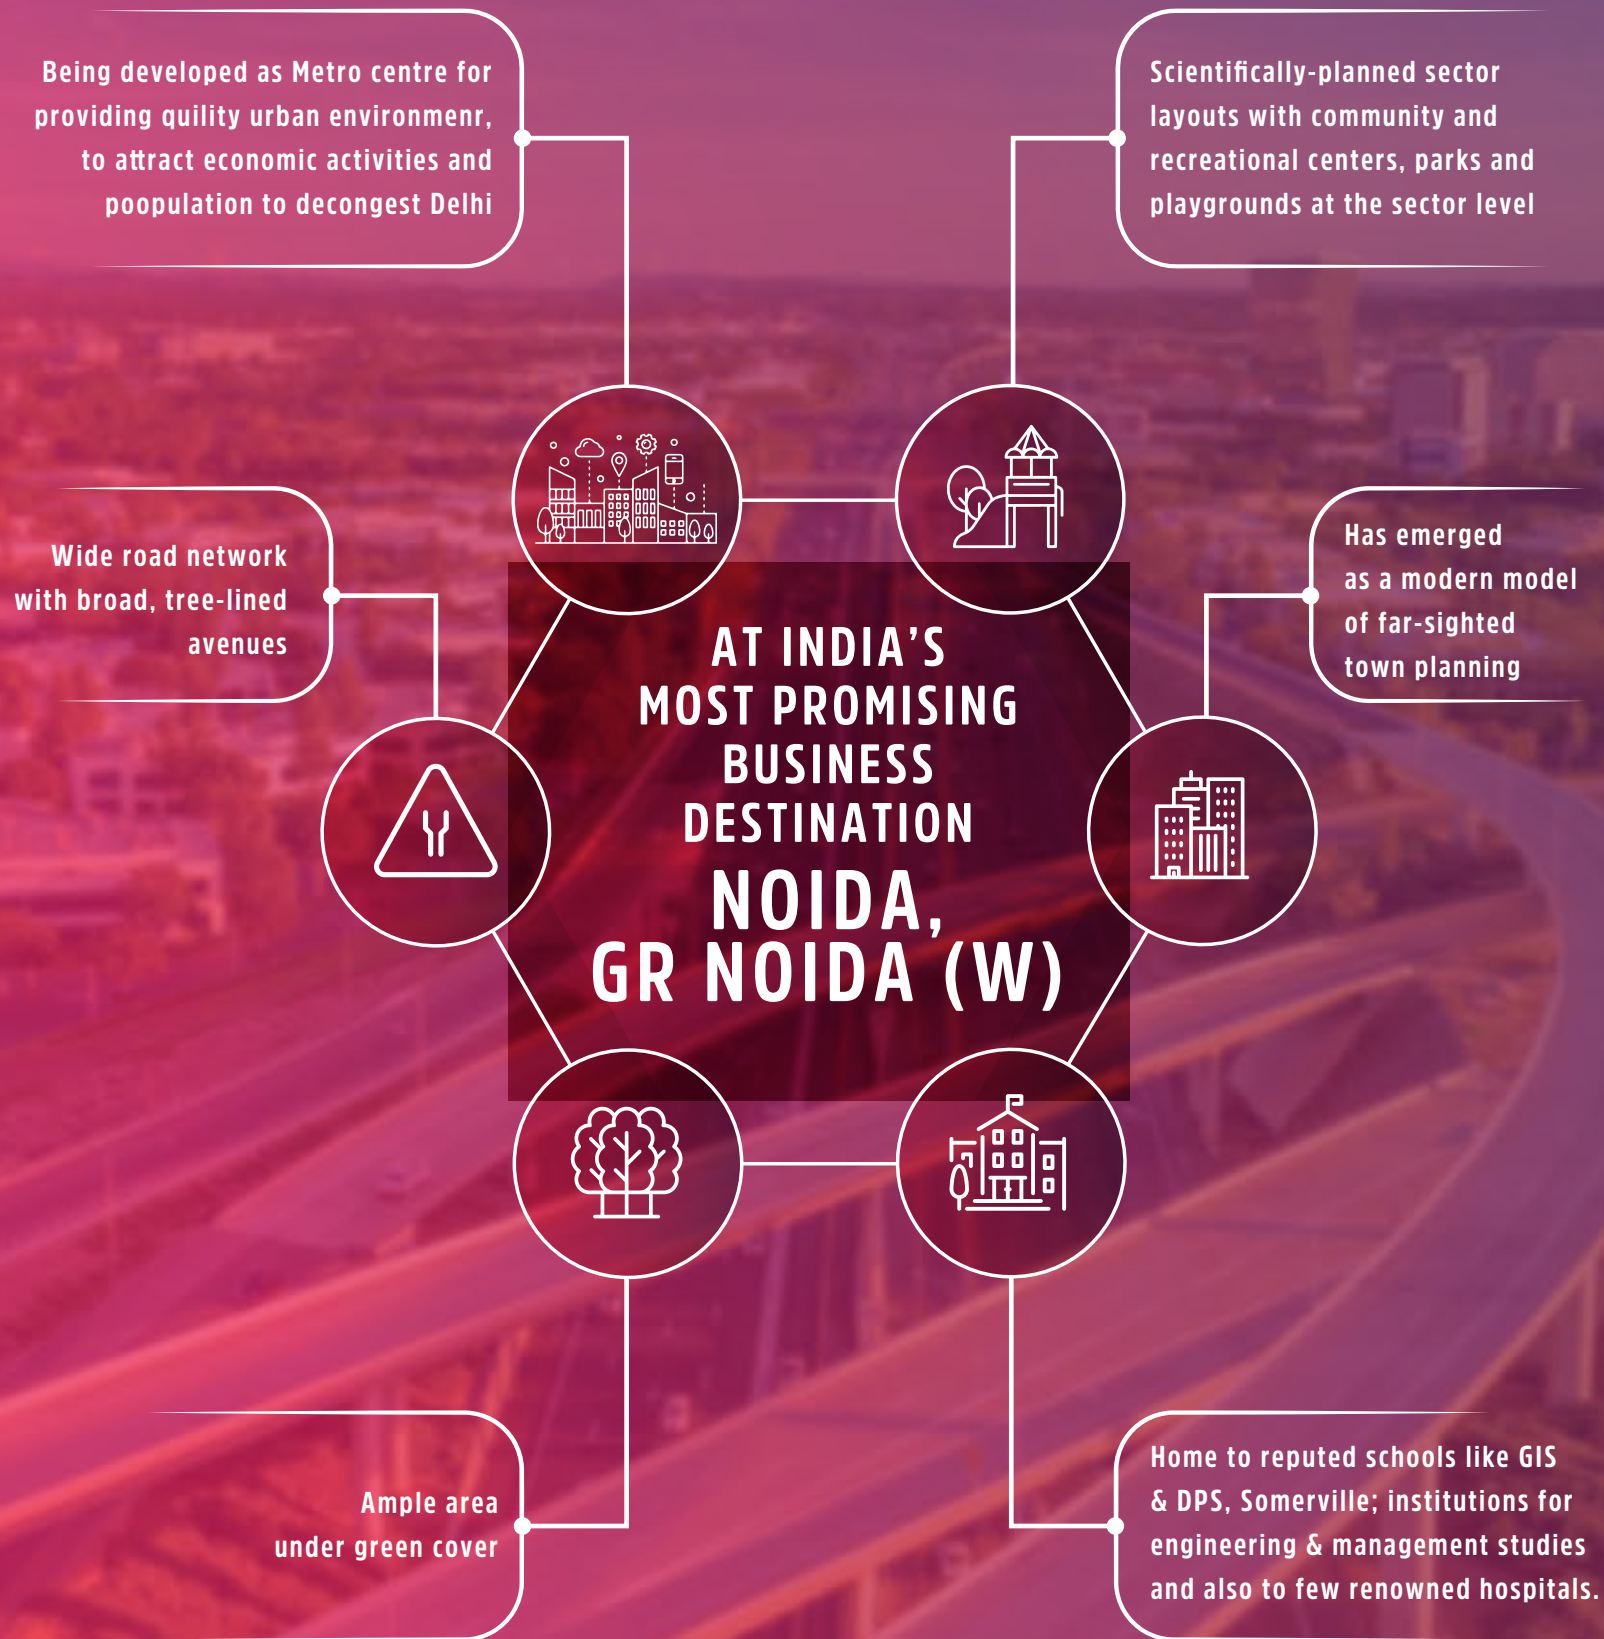 Being developed as Metro centre for
providing quility urban environmenr,
to attract economic activities and
poopulation to decongest Delhi
Scientifically-planned sector
layouts with community and
recreational centers, parks and
playgrounds at the sector level
Wide road network
with broad, tree-lined
avenues
Has emerged
as a modern model
of far-sighted
town planning
AT INDIA'S
MOST PROMISING
BUSINESS
DESTINATION
NOIDA,
GR NOIDA (W)
Ample area
under green cover
Home to reputed schools like GIS
& DPS, Somerville; institutions for
engineering & management studies
and also to few renowned hospitals.